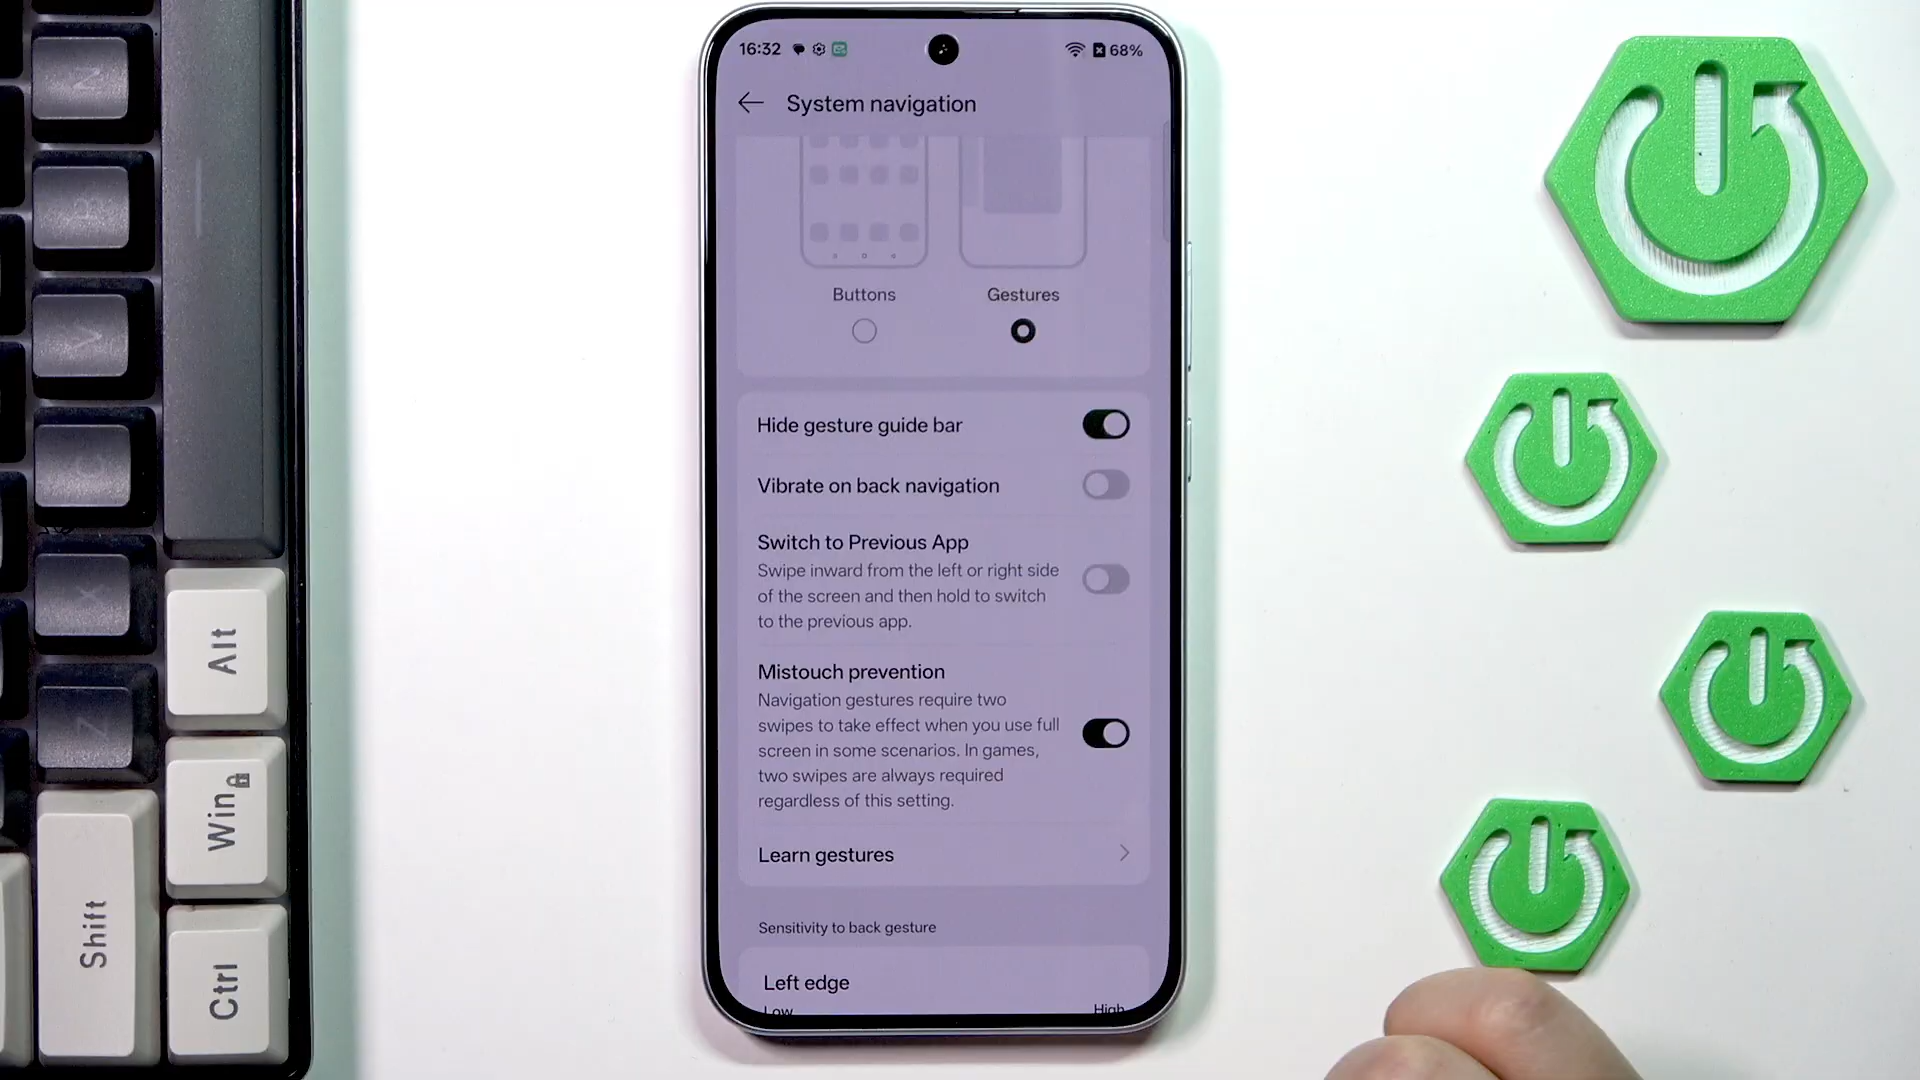 16:32
68%
System navigation
Buttons
Gestures
Hide gesture guide bar
Vibrate on back navigation
Switch to Previous App
Swipe inward from the left or right side
of the screen and then hold to switch
to the previous app.
Mistouch prevention
Navigation gestures require two
swipes to take effect when you use full
screen in some scenarios. In games,
two swipes are always required
regardless of this setting.
Learn gestures
Sensitivity to back gesture
Left edge
Low
High
N
B
V
C
X
Z
Alt
Win
Shift
Ctrl